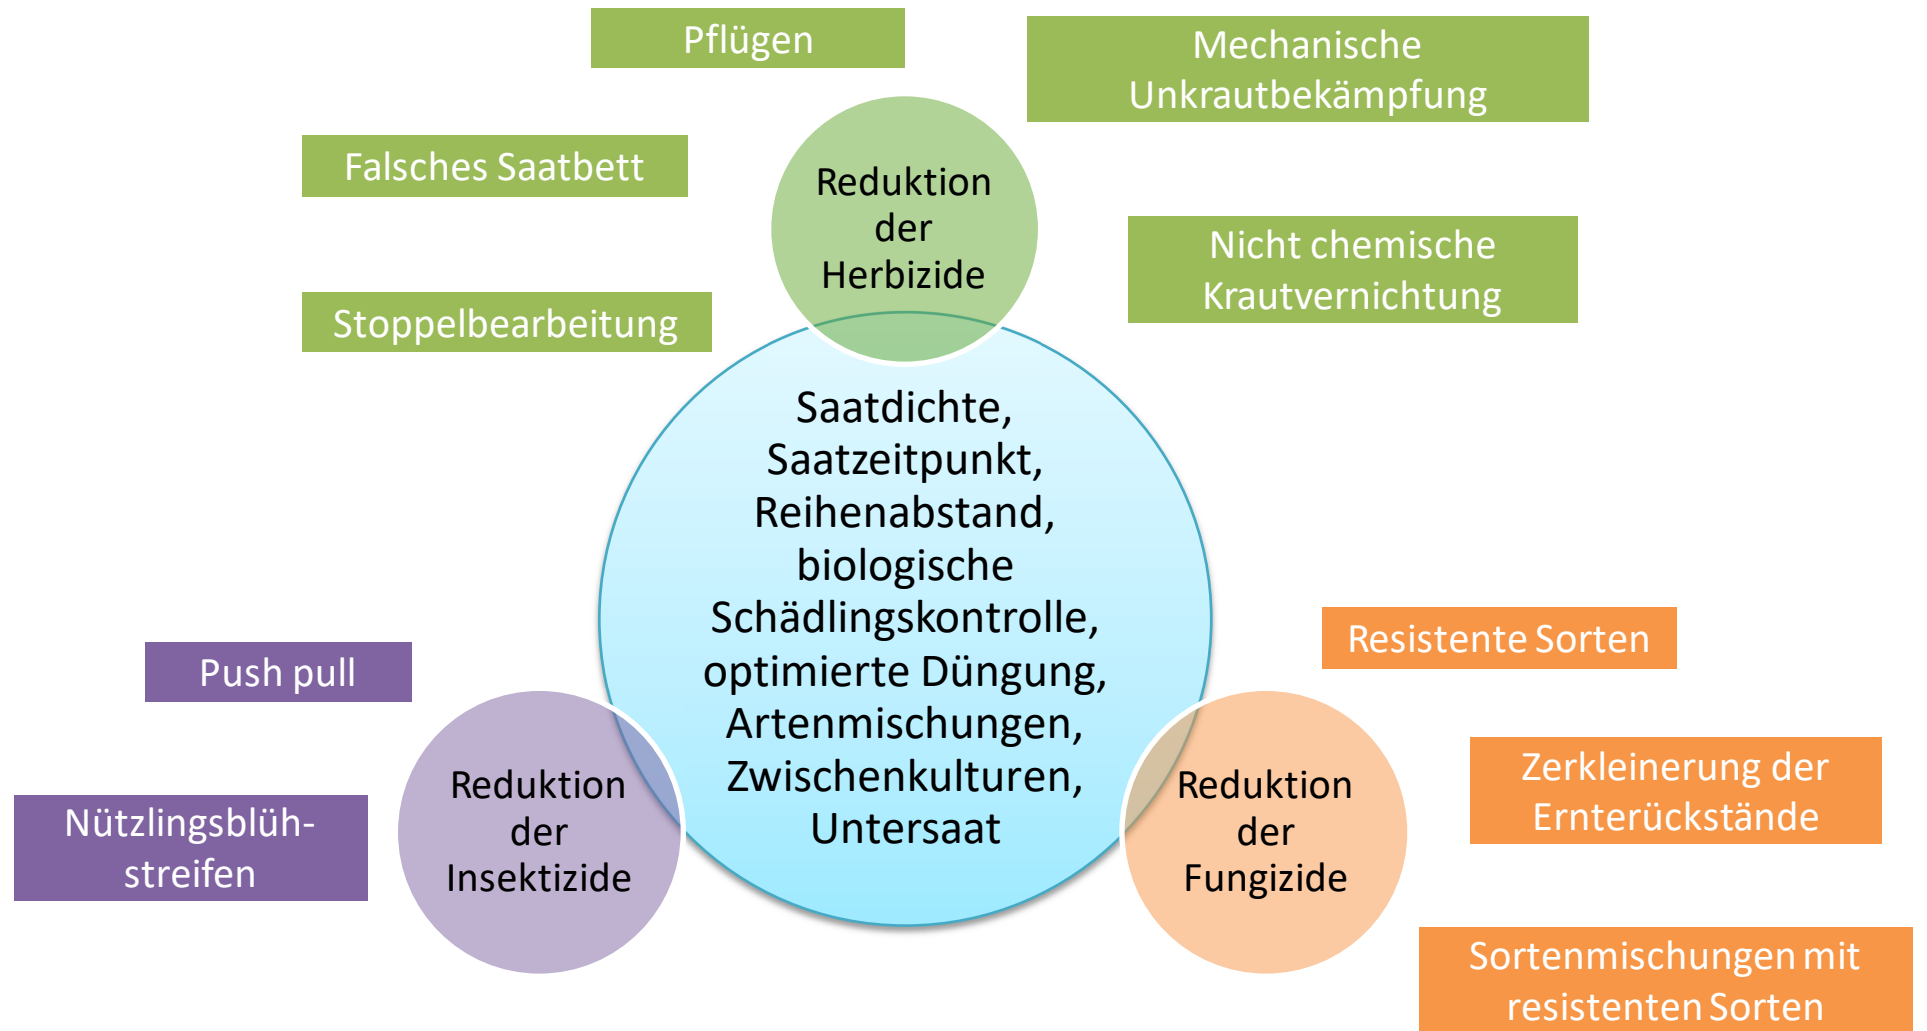 Pflügen
Mechanische
Unkrautbekämpfung
Falsches Saatbett
Reduktion
der
Herbizide
Nicht chemische
Krautvernichtung
Stoppelbearbeitung
Saatdichte,
Saatzeitpunkt,
Reihenabstand,
biologische
Schädlingskontrolle,
optimierte Düngung,
Artenmischungen,
Zwischenkulturen,
Untersaat
Push pull
Nützlingsblüh-
streifen
Reduktion
der
Insektizide
Resistente Sorten
Reduktion
der
Fungizide
Zerkleinerung der
Ernterückstände
Sortenmischungen mit
resistenten Sorten